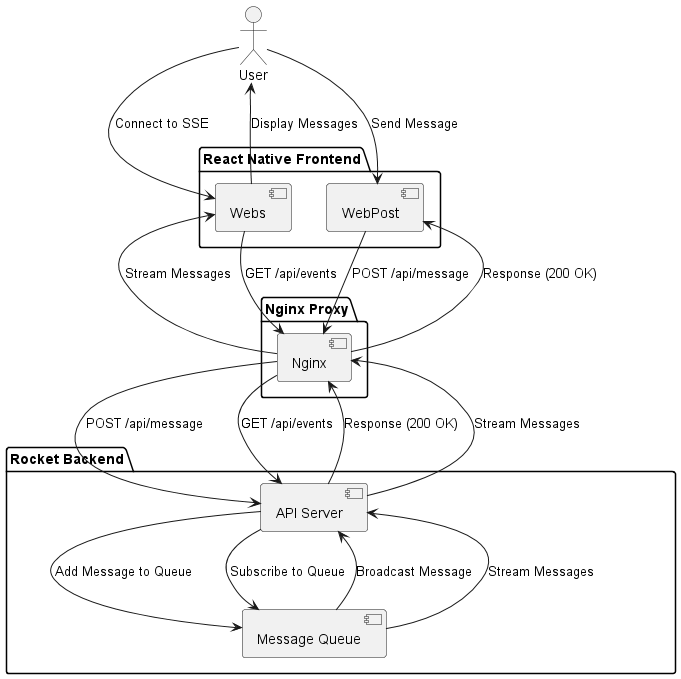 User
Connect to SSE
Display Messages
Send Message
React Native Frontend
Webs
WebPost
Stream Messages
GET /api/events
POST /api/message
Response (200 OK)
Nginx Proxy
Nginx
POST /api/message
GET /api/events
Response (200 OK)
Stream Messages
Rocket Backend
API Server
Add Message to Queue
Subscribe to Queue
Broadcast Message
Stream Messages
Message Queue